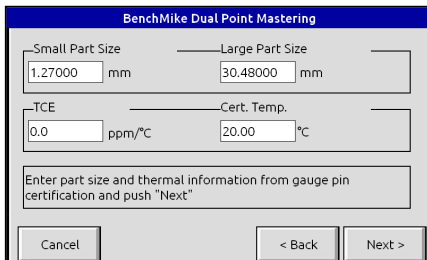 BenchMike Dual Point Mastering
Small Part Size Large Part Size
1.27000 mm 30.48000 mm
TCE Cert. Temp.
0.0 ppm/°C 20.00 °C
Enter part size and thermal information from gauge pin
certification and push "Next"
Cancel < Back Next >